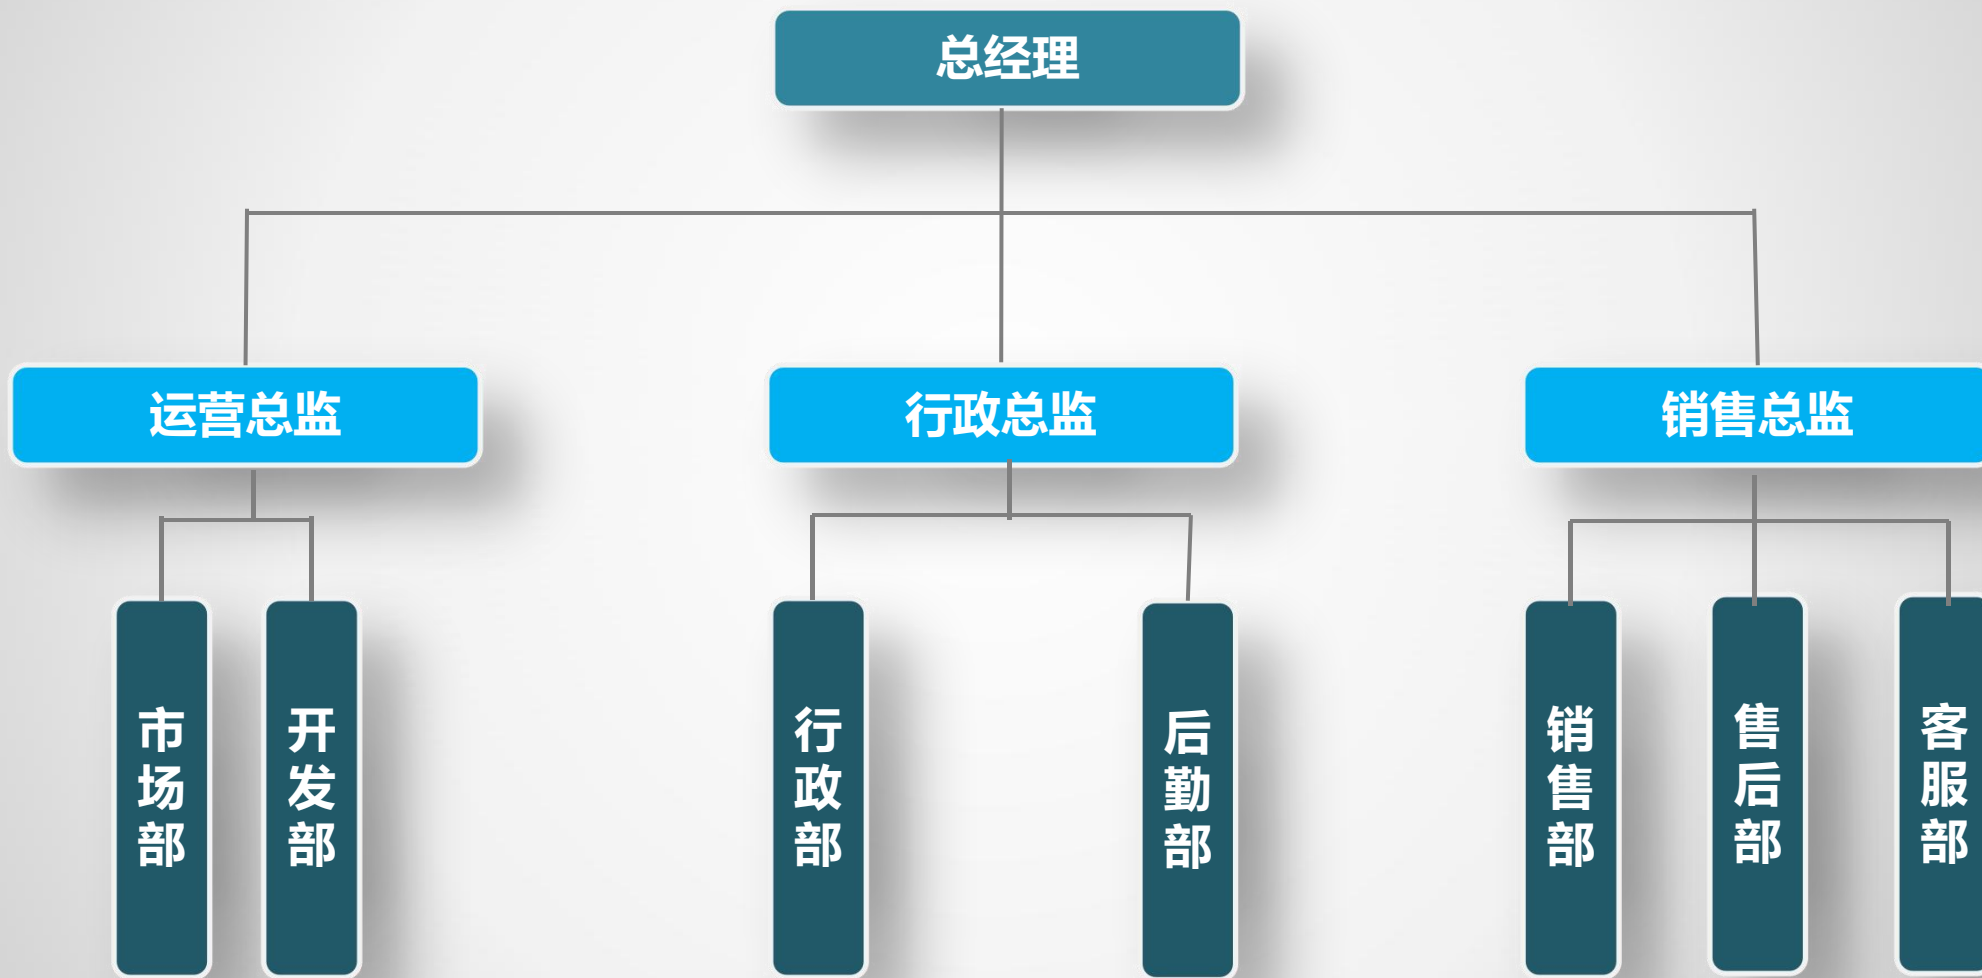 总经理
运营总监
行政总监
销售总监
市场部
开发部
行政部
后勤部
销售部
售后部
客服部